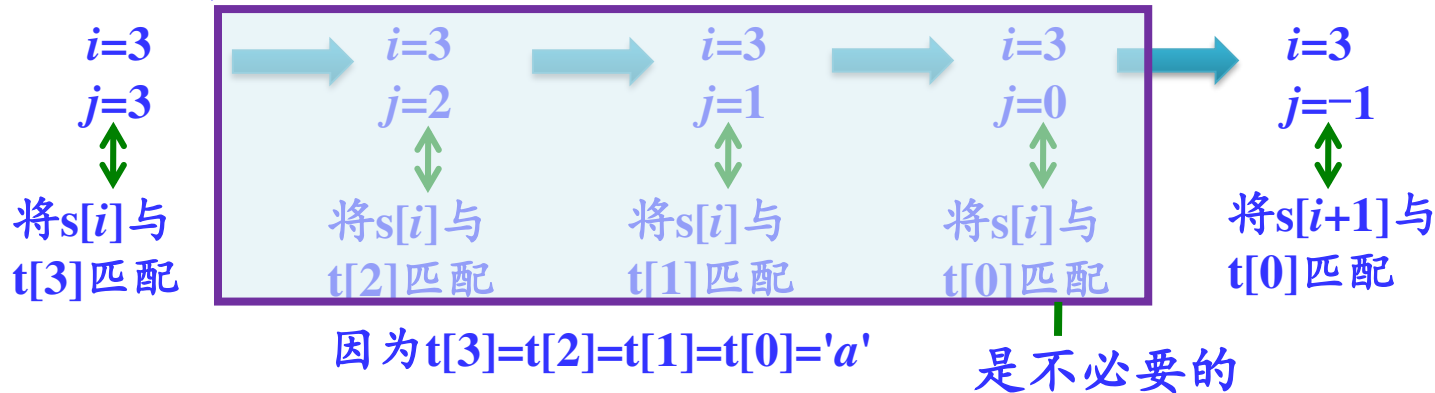 i=3 i=3 i=3 i=3 i=3
j=3 j=2 j=1 j=0 j=-1
将s[i]与 将s[i]与 将s[i]与 将s[i]与 将s[i+1]与
t[3]匹配 t[2]匹配 t[1]匹配 t[0]匹配 t[0]匹配
因为t[3]=t[2]=t[1]=t[0]='a'
是不必要的